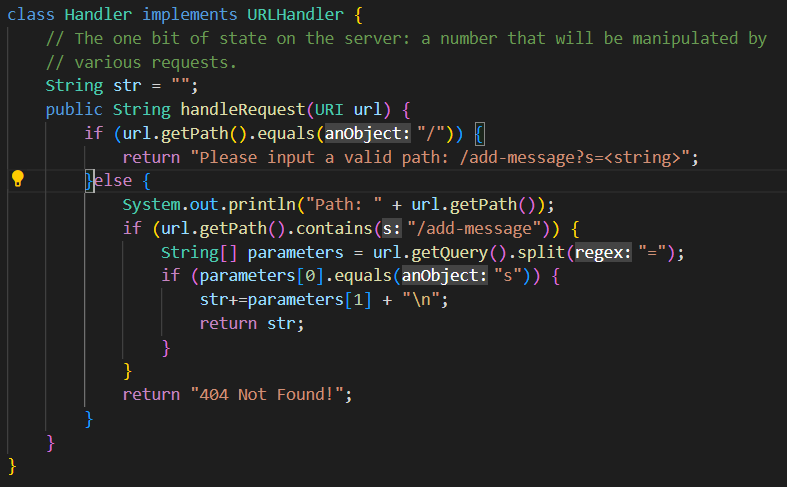 class Handler implements URLHandler {
    // The one bit of state on the server: a number that will be manipulated by
    // various requests.
    String str = "";
    public String handleRequest(URI url) {
        if (url.getPath().equals(anObject: "/")) {
            return "Please input a valid path: /add-message?s=<string>";
        }else {
            System.out.println("Path: " + url.getPath());
            if (url.getPath().contains(s: "/add-message")) {
                String[] parameters = url.getQuery().split(regex: "=");
                if (parameters[0].equals(anObject: "s")) {
                    str+=parameters[1] + "\n";
                    return str;
                }
            }
            return "404 Not Found!";
        }
    }
}